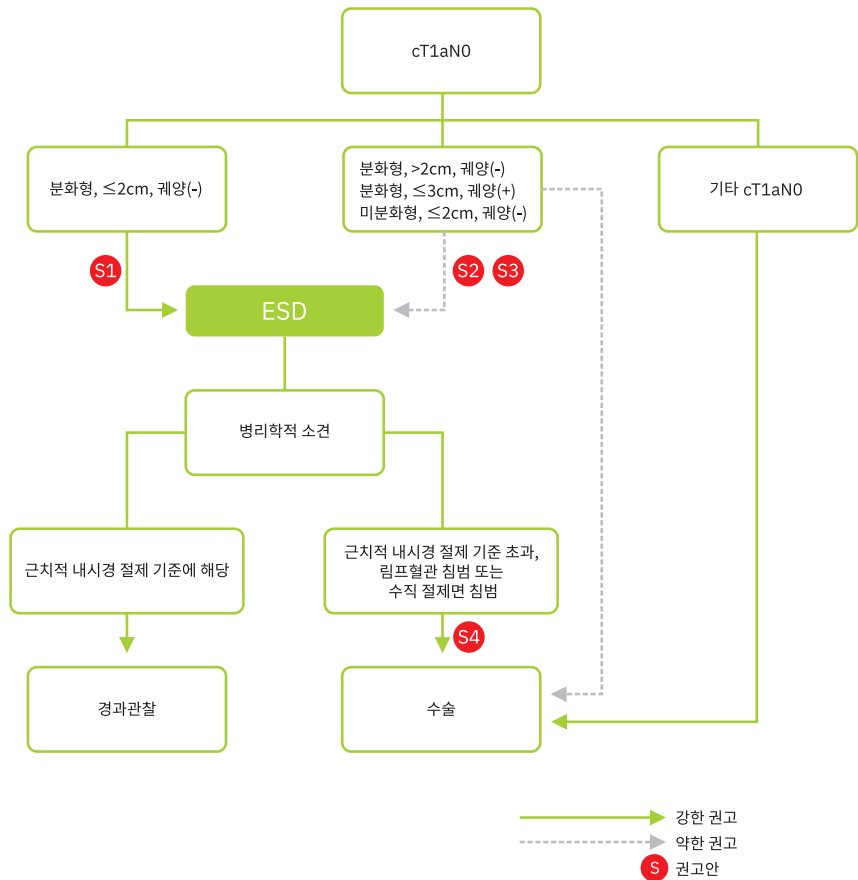 cT1aN0
분화형, ≤2cm, 궤양(-)
분화형, >2cm, 궤양(-)
분화형, ≤3cm, 궤양(+)
미분화형, ≤2cm, 궤양(-)
기타 cT1aN0
S1
S2 S3
ESD
병리학적 소견
근치적 내시경 절제 기준에 해당
근치적 내시경 절제 기준 초과,
림프혈관 침범 또는
수직 절제면 침범
S4
경과관찰
수술
강한 권고
약한 권고
S 권고안